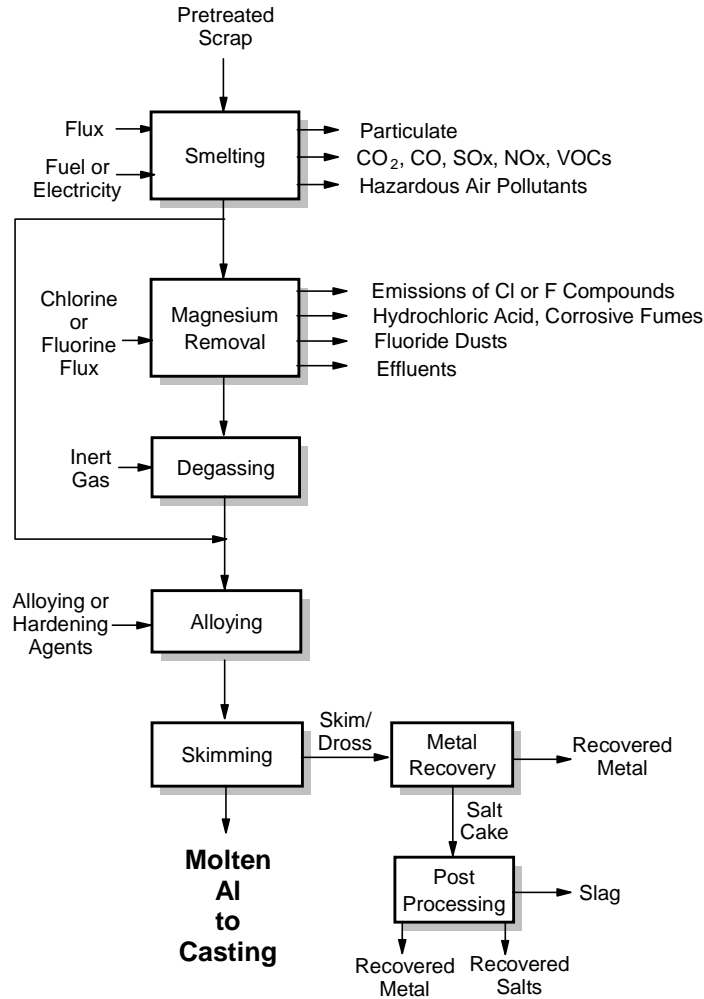 Pretreated
Scrap
Flux
Fuel or
Electricity
Smelting
Particulate
CO2, CO, SOx, NOx, VOCs
Hazardous Air Pollutants
Chlorine
or
Fluorine
Flux
Magnesium
Removal
Emissions of Cl or F Compounds
Hydrochloric Acid, Corrosive Fumes
Fluoride Dusts
Effluents
Inert
Gas
Degassing
Alloying or
Hardening
Agents
Alloying
Skimming
Skim/
Dross
Metal
Recovery
Recovered
Metal
Salt
Cake
Molten
Al
to
Casting
Post
Processing
Slag
Recovered
Metal
Recovered
Salts